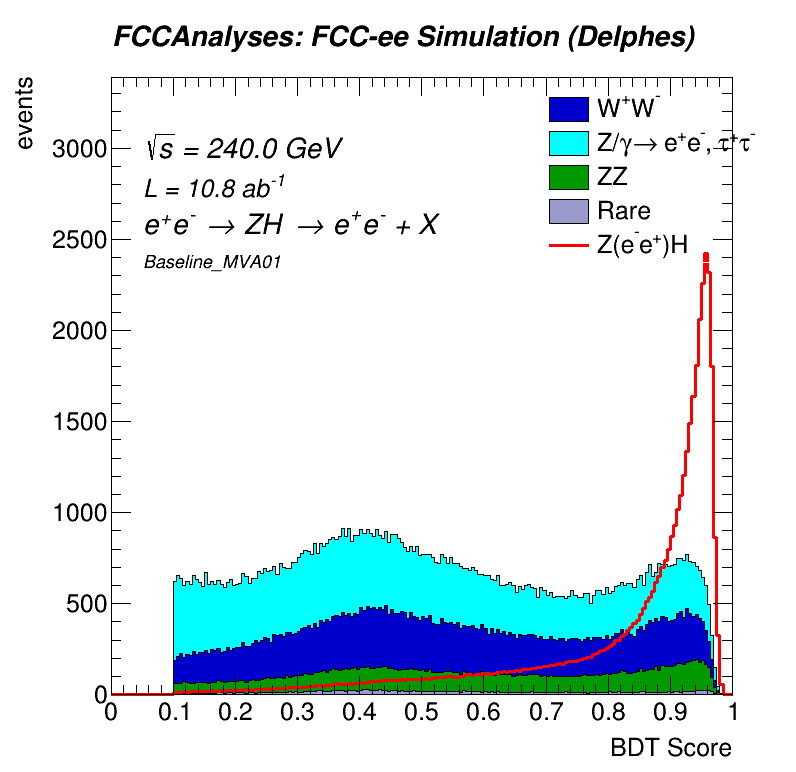 FCCAnalyses: FCC-ee Simulation (Delphes)
events
3000
2500
2000
1500
1000
500
0
√s = 240.0 GeV
L = 10.8 ab⁻¹
e⁺e⁻ → ZH → e⁺e⁻ + X
Baseline_MVA01
W⁺W⁻
Z/γ→ e⁺e⁻, τ⁺τ⁻
ZZ
Rare
Z(e⁻e⁺)H
0 0.1 0.2 0.3 0.4 0.5 0.6 0.7 0.8 0.9 1
BDT Score